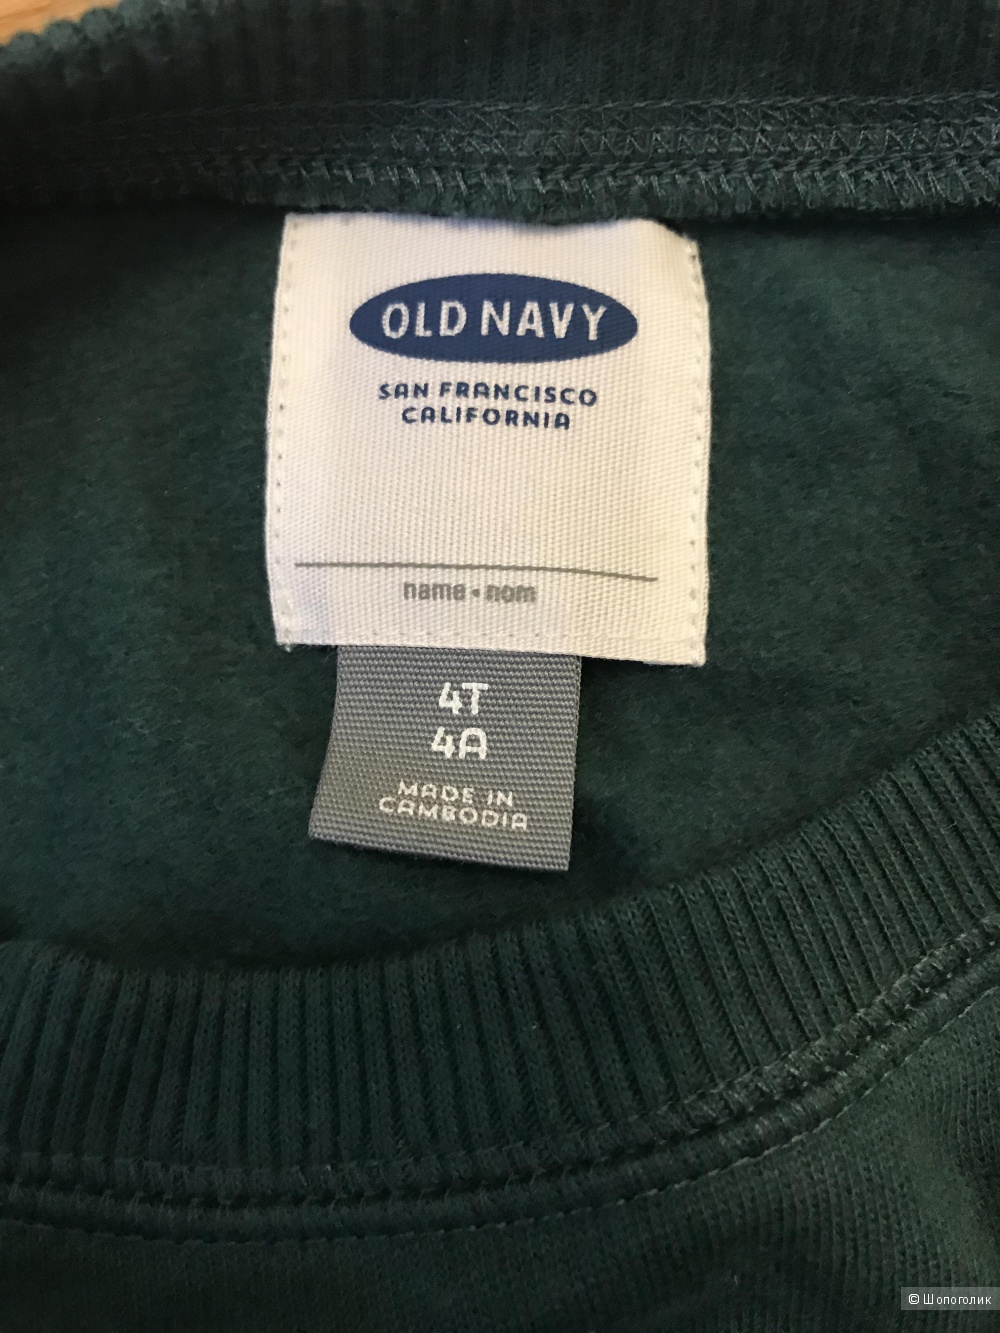 OLD NAVY
SAN FRANCISCO
CALIFORNIA
name • nom
4T
4A
MADE IN
CAMBODIA
© Шопоголик